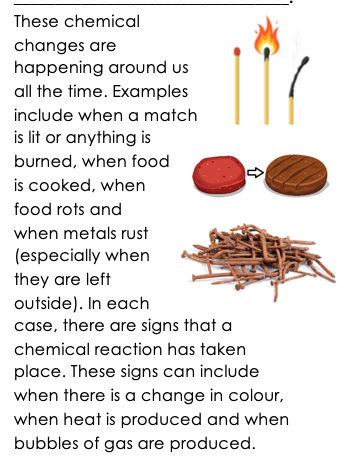 ________________________________.
These chemical
changes are
happening around us
all the time. Examples
include when a match
is lit or anything is
burned, when food
is cooked, when
food rots and
when metals rust
(especially when
they are left
outside). In each
case, there are signs that a
chemical reaction has taken
place. These signs can include
when there is a change in colour,
when heat is produced and when
bubbles of gas are produced.